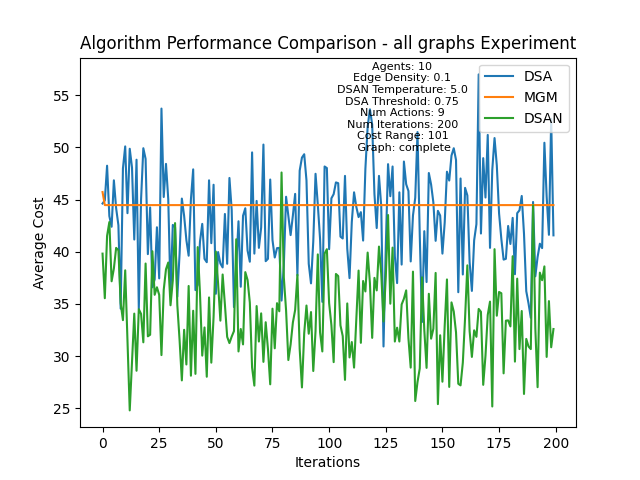 Algorithm Performance Comparison - all graphs Experiment
Agents: 10
Edge Density: 0.1
DSAN Temperature: 5.0
DSA Threshold: 0.75
Num Actions: 9
Num Iterations: 200
Cost Range: 101
Graph: complete
DSA
MGM
DSAN
Average Cost
55
50
45
40
35
30
25
0
25
50
75
100
125
150
175
200
Iterations